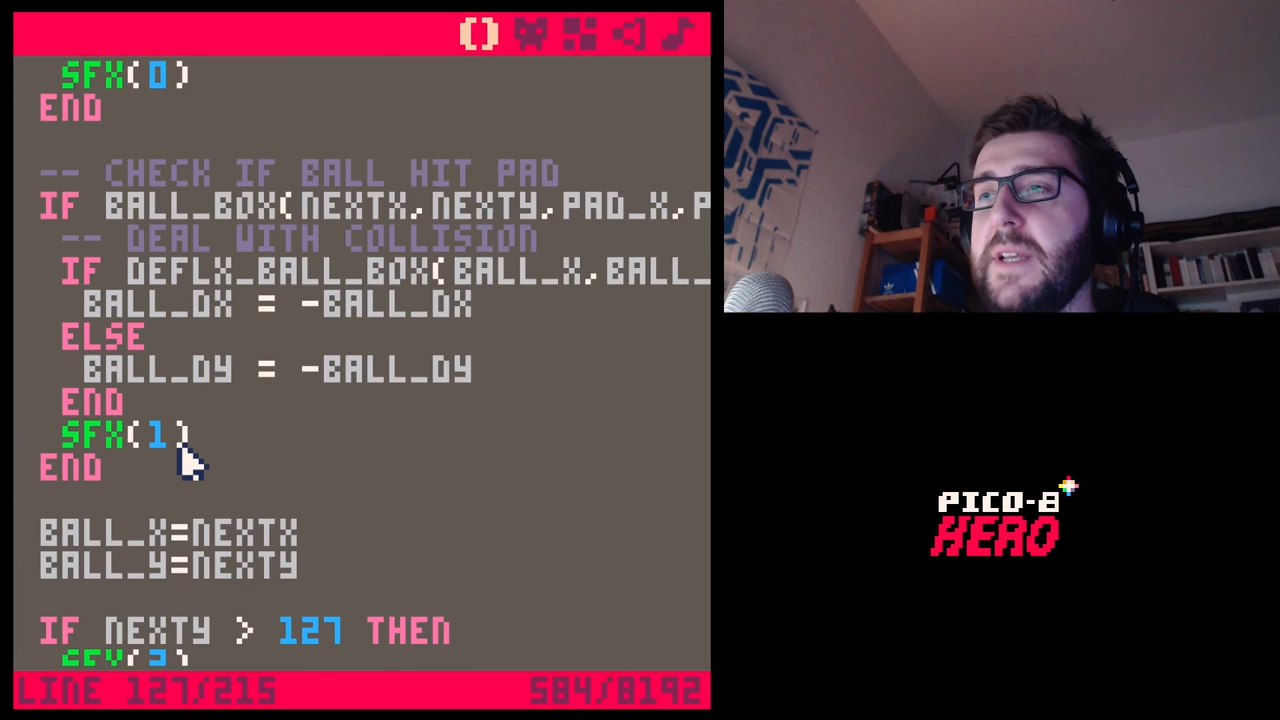 SFX(0)
END
-- CHECK IF BALL HIT PAD
IF BALL_BOX(NEXTX,NEXTY,PAD_X,P
-- DEAL WITH COLLISION
IF DEFLX_BALL_BOX(BALL_X,BALL_
BALL_DX = -BALL_DX
ELSE
BALL_DY = -BALL_DY
END
SFX(1)
END
BALL_X=NEXTX
BALL_Y=NEXTY
IF NEXTY > 127 THEN
LINE 127/215
584/8192
PICO-8
HERO